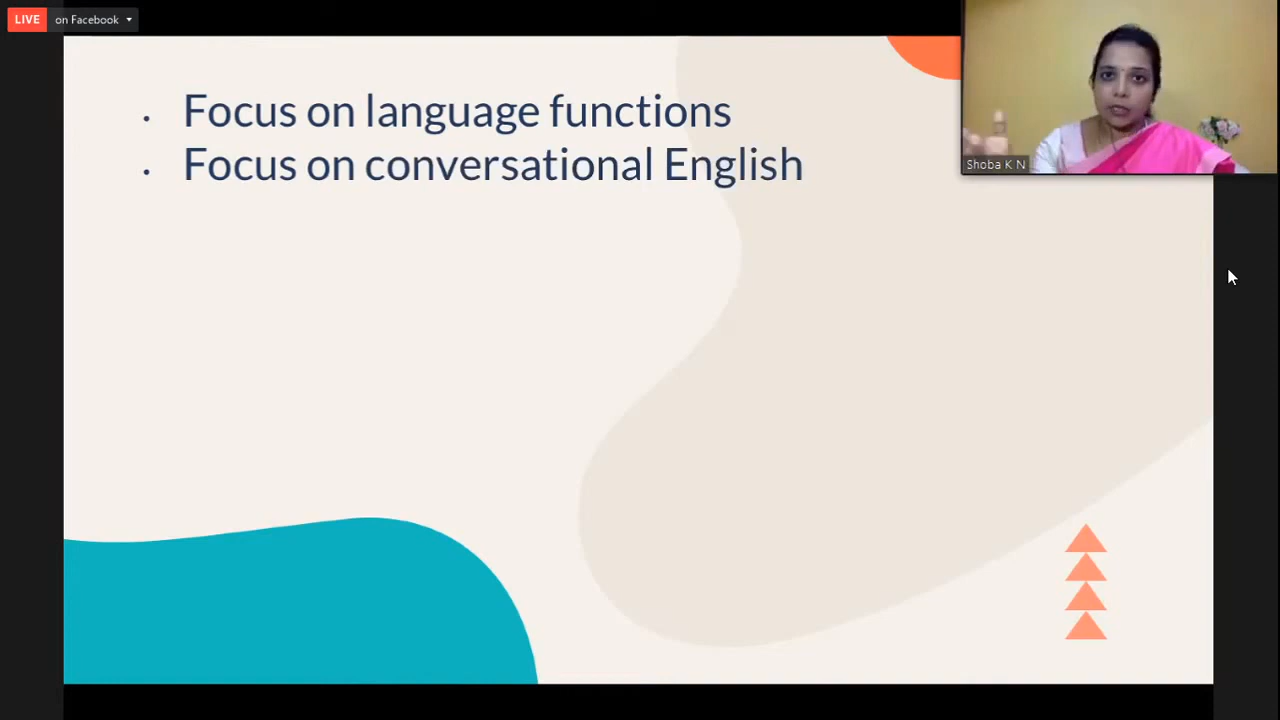 LIVE on Facebook
• Focus on language functions
• Focus on conversational English
Shoba K N